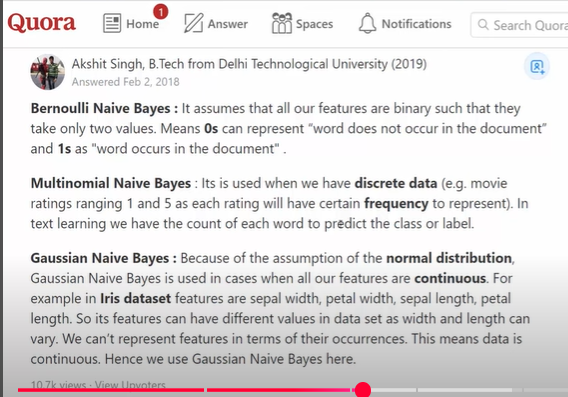 Quora
Home
1
Answer
Spaces
Notifications
Search Quora
Akshit Singh, B.Tech from Delhi Technological University (2019)
Answered Feb 2, 2018
Bernoulli Naive Bayes : It assumes that all our features are binary such that they
take only two values. Means 0s can represent “word does not occur in the document”
and 1s as "word occurs in the document" .
Multinomial Naive Bayes : Its is used when we have discrete data (e.g. movie
ratings ranging 1 and 5 as each rating will have certain frequency to represent). In
text learning we have the count of each word to predict the class or label.
Gaussian Naive Bayes : Because of the assumption of the normal distribution,
Gaussian Naive Bayes is used in cases when all our features are continuous. For
example in Iris dataset features are sepal width, petal width, sepal length, petal
length. So its features can have different values in data set as width and length can
vary. We can’t represent features in terms of their occurrences. This means data is
continuous. Hence we use Gaussian Naive Bayes here.
10.7k views · View Upvoters